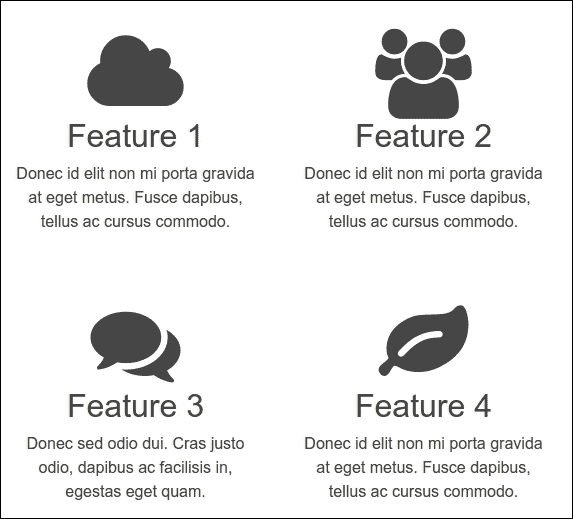 Feature 1
Donec id elit non mi porta gravida
at eget metus. Fusce dapibus,
tellus ac cursus commodo.
Feature 2
Donec id elit non mi porta gravida
at eget metus. Fusce dapibus,
tellus ac cursus commodo.
Feature 3
Donec sed odio dui. Cras justo
odio, dapibus ac facilisis in,
egestas eget quam.
Feature 4
Donec id elit non mi porta gravida
at eget metus. Fusce dapibus,
tellus ac cursus commodo.